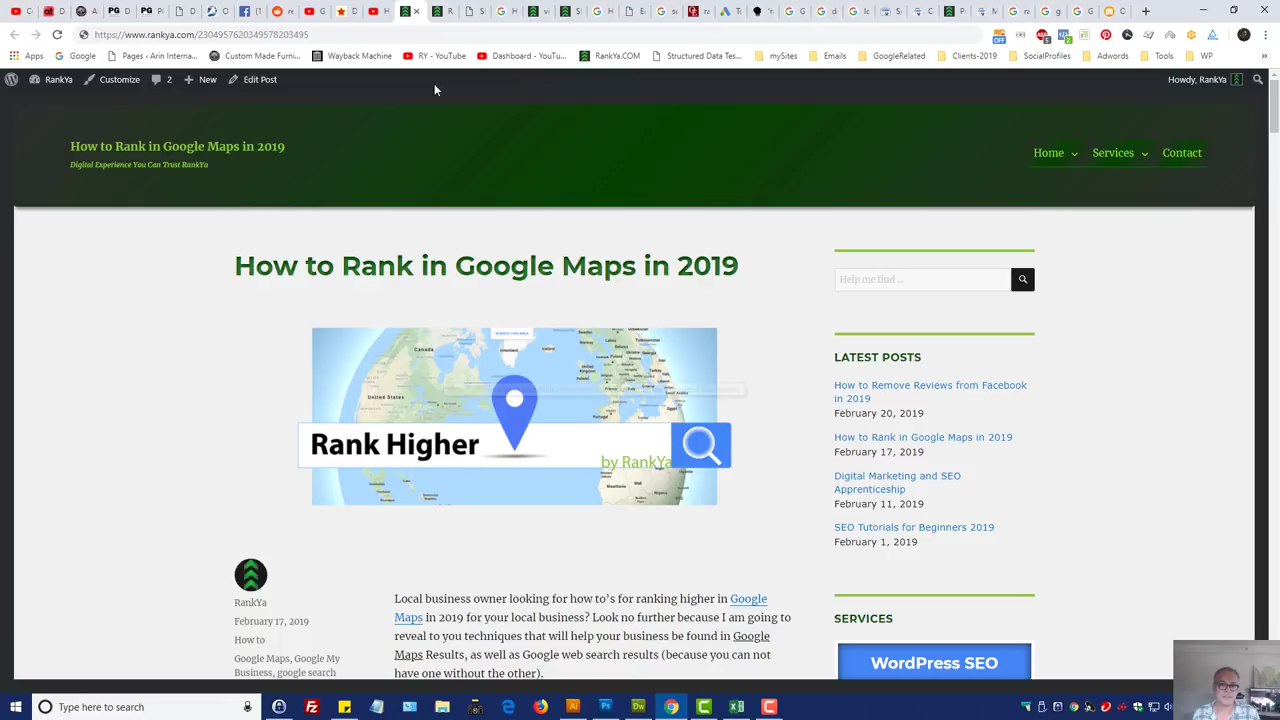 https://www.rankya.com/2304957620349578203495
Apps Google Pages - Arin Interna... Custom Made Furni... Wayback Machine RY - YouTube Dashboard - YouTu... RankYa.COM Structured Data Tes... mySites Emails GoogleRelated Clients-2019 SocialProfiles Adwords Tools WP
RankYa Customize 2 New Edit Post Howdy, RankYa
How to Rank in Google Maps in 2019
Digital Experience You Can Trust RankYa
Home Services Contact
How to Rank in Google Maps in 2019
Canada
United States
Rank Higher
by RankYa
RankYa
February 17, 2019
How to
Google Maps, Google My
Business, google search
Local business owner looking for how to's for ranking higher in Google
Maps in 2019 for your local business? Look no further because I am going to
reveal to you techniques that will help your business be found in Google
Maps Results, as well as Google web search results (because you can not
have one without the other).
Help me find ...
LATEST POSTS
How to Remove Reviews from Facebook
in 2019
February 20, 2019
How to Rank in Google Maps in 2019
February 17, 2019
Digital Marketing and SEO
Apprenticeship
February 11, 2019
SEO Tutorials for Beginners 2019
February 1, 2019
SERVICES
WordPress SEO
Type here to search